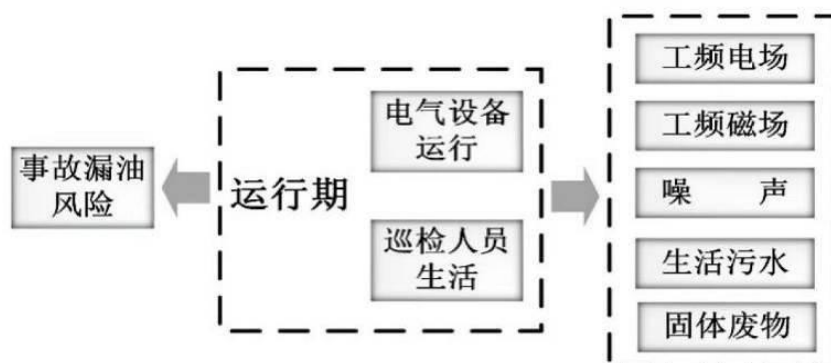 事故漏油
风险
运行期
电气设备
运行
巡检人员
生活
工频电场
工频磁场
噪 声
生活污水
固体废物